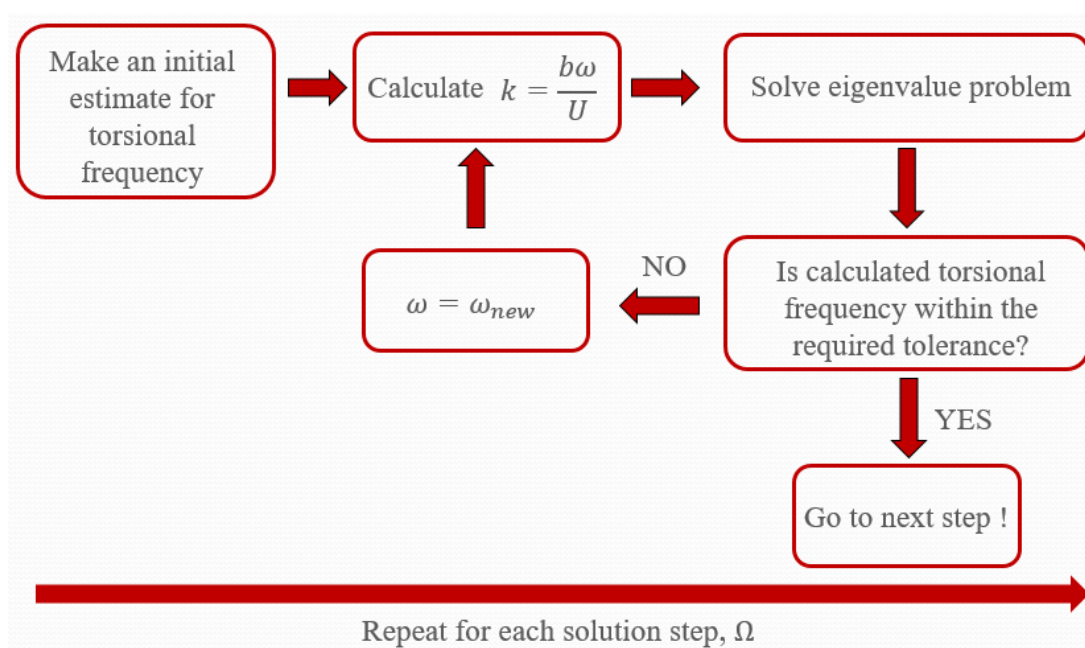 Make an initial
estimate for
torsional
frequency
Calculate k = bω/U
Solve eigenvalue problem
Is calculated torsional
frequency within the
required tolerance?
NO
ω = ω_new
YES
Go to next step !
Repeat for each solution step, Ω